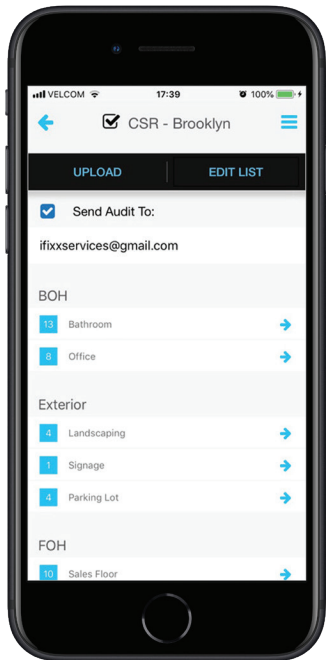 VELCOM 17:39 100%
CSR - Brooklyn
UPLOAD EDIT LIST
Send Audit To:
ifixxservices@gmail.com
BOH
13 Bathroom
8 Office
Exterior
4 Landscaping
1 Signage
4 Parking Lot
FOH
10 Sales Floor